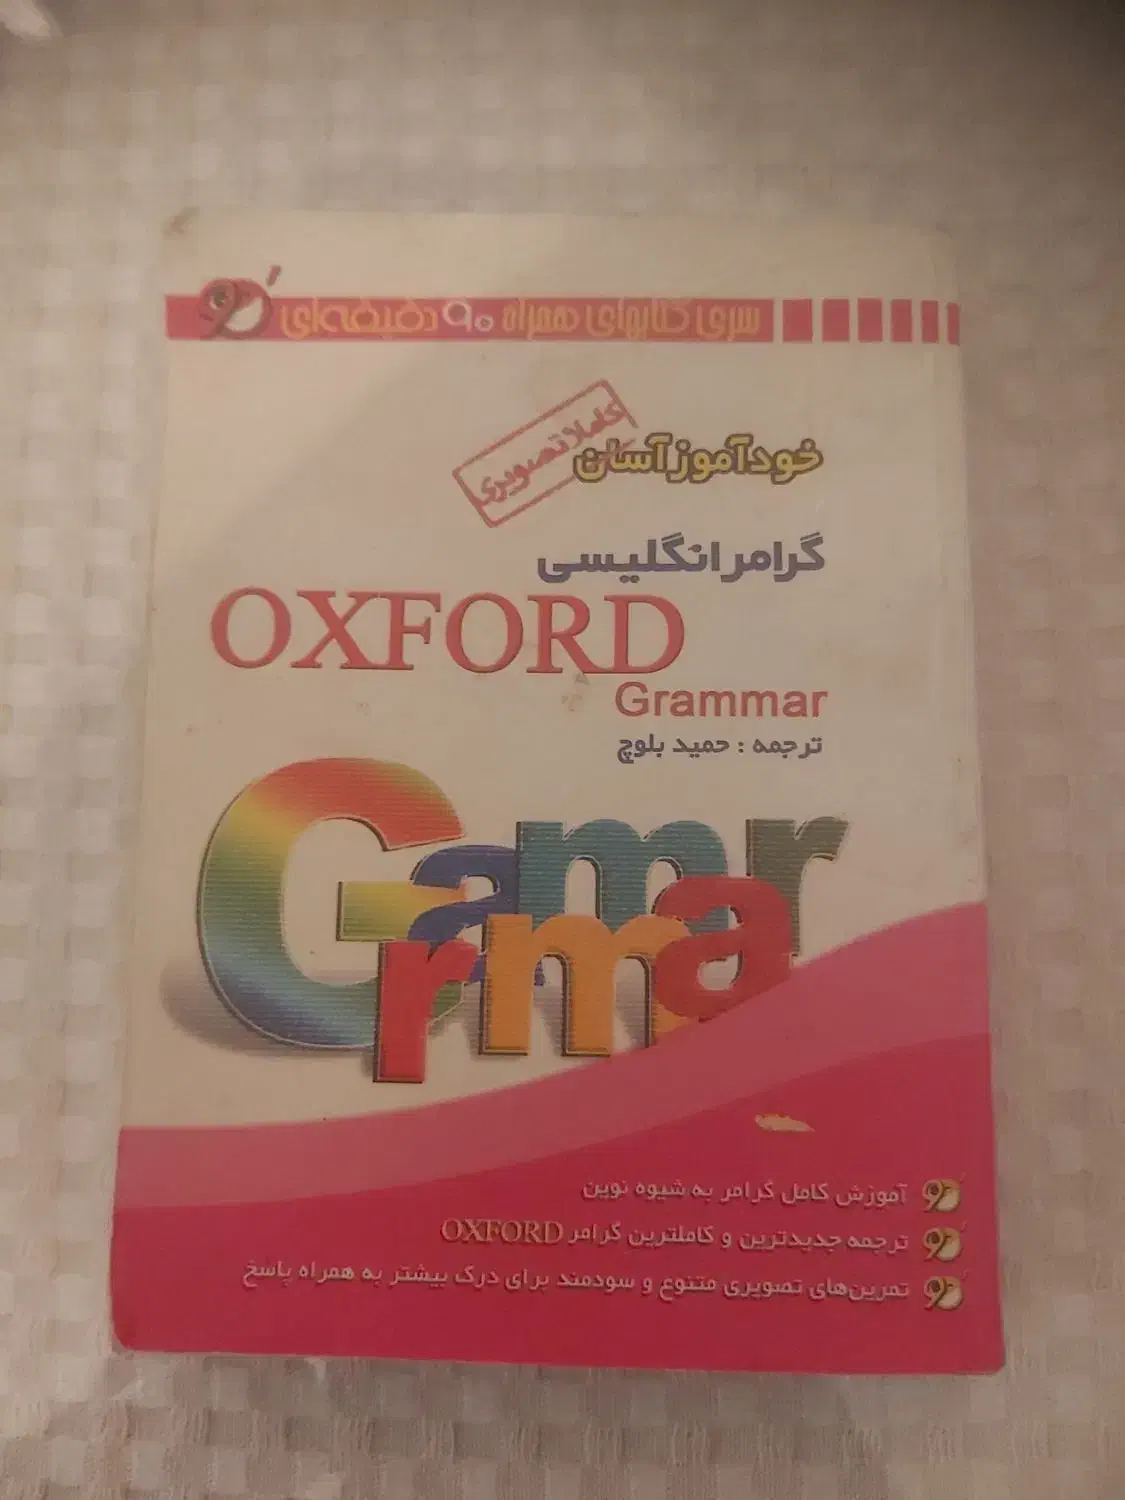 سری کتابهای همراه ۹۰ دقیقه‌ای
۹۰′
کاملا تصویری
خودآموز آسان
گرامر انگلیسی
OXFORD
Grammar
ترجمه : حمید بلوچ
Grammar
آموزش کامل گرامر به شیوه نوین
ترجمه جدیدترین و کاملترین گرامر OXFORD
تمرین‌های تصویری متنوع و سودمند برای درک بیشتر به همراه پاسخ